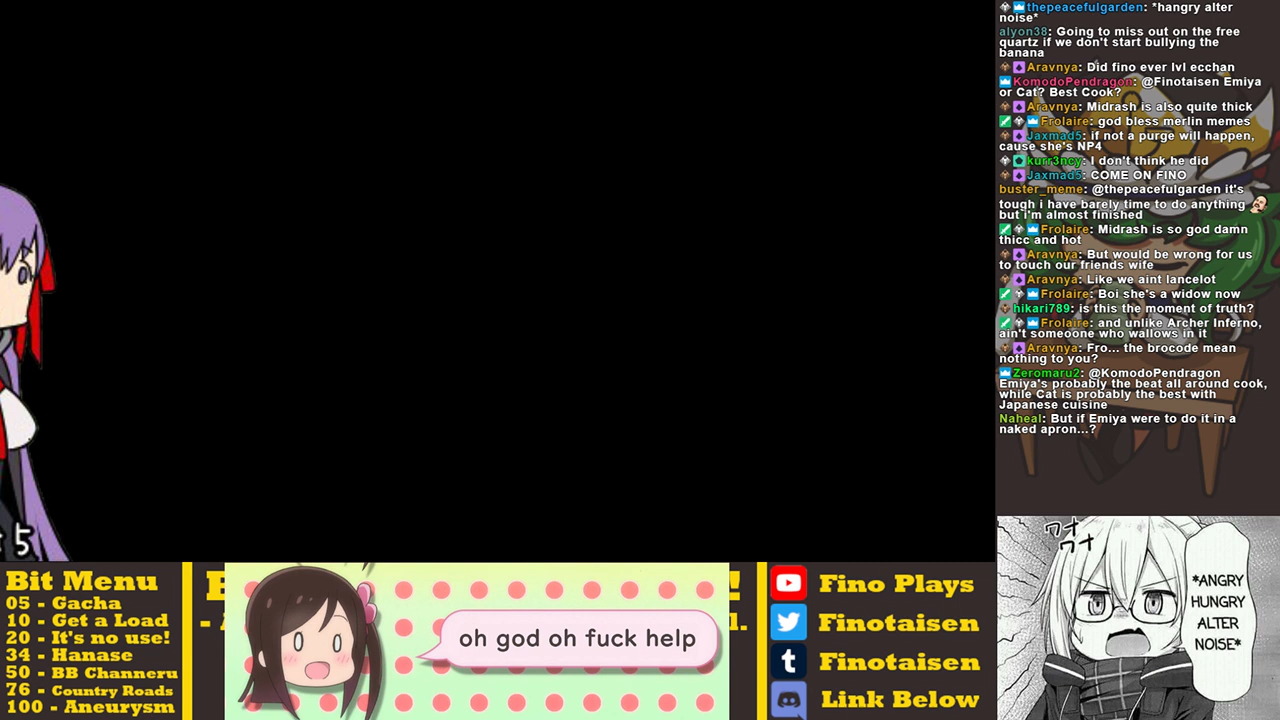 thepeacefulgarden: *hangry alter
noise*
alyon38: Going to miss out on the free
quartz if we don't start bullying the
banana
Aravnya: Did fino ever lvl ecchan
KomodoPendragon: @Finotaisen Emiya
or Cat? Best Cook?
Aravnya: Midrash is also quite thick
Frolaire: god bless merlin memes
Jaxmad5: if not a purge will happen,
cause she's NP4
kurr3ncy: I don't think he did
Jaxmad5: COME ON FINO
buster_meme: @thepeacefulgarden it's
tough i have barely time to do anything
but i'm almost finished
Frolaire: Midrash is so god damn
thicc and hot
Aravnya: But would be wrong for us
to touch our friends wife
Aravnya: Like we aint lancelot
Frolaire: Boi she's a widow now
hikari789: is this the moment of truth?
Frolaire: and unlike Archer Inferno,
ain't someoone who wallows in it
Aravnya: Fro... the brocode mean
nothing to you?
Zeromaru2: @KomodoPendragon
Emiya's probably the beat all around cook,
while Cat is probably the best with
Japanese cuisine
Naheal: But if Emiya were to do it in a
naked apron...?
5
Bit Menu
05 - Gacha
10 - Get a Load
20 - It's no use!
34 - Hanase
50 - BB Channeru
76 - Country Roads
100 - Aneurysm
oh god oh fuck help
Fino Plays
Finotaisen
Finotaisen
Link Below
ワナ
ワナ
*ANGRY
HUNGRY
ALTER
NOISE*